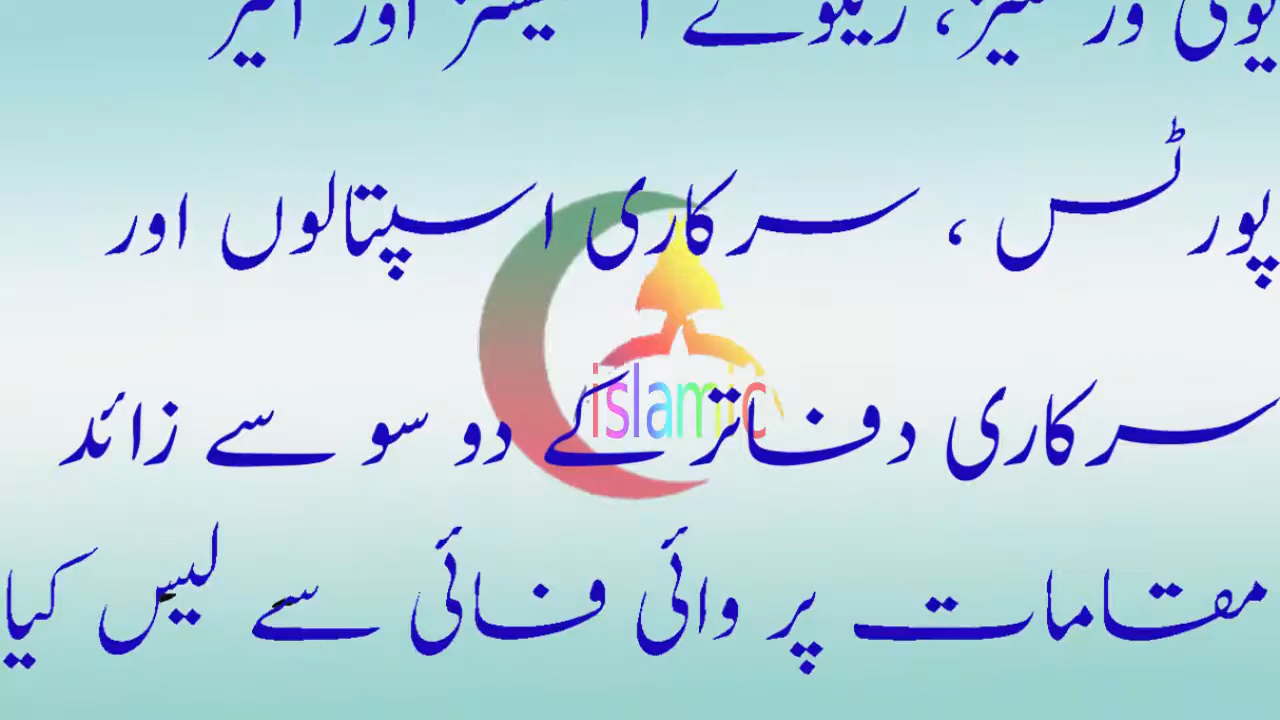 یونی ورسٹیز، ریلوے اسٹیشنز اور ائیر
پورٹس ، سرکاری اسپتالوں اور
islamic
سرکاری دفاتر کے دو سو سے زائد
مقامات پر وائی فائی سے لیس کیا